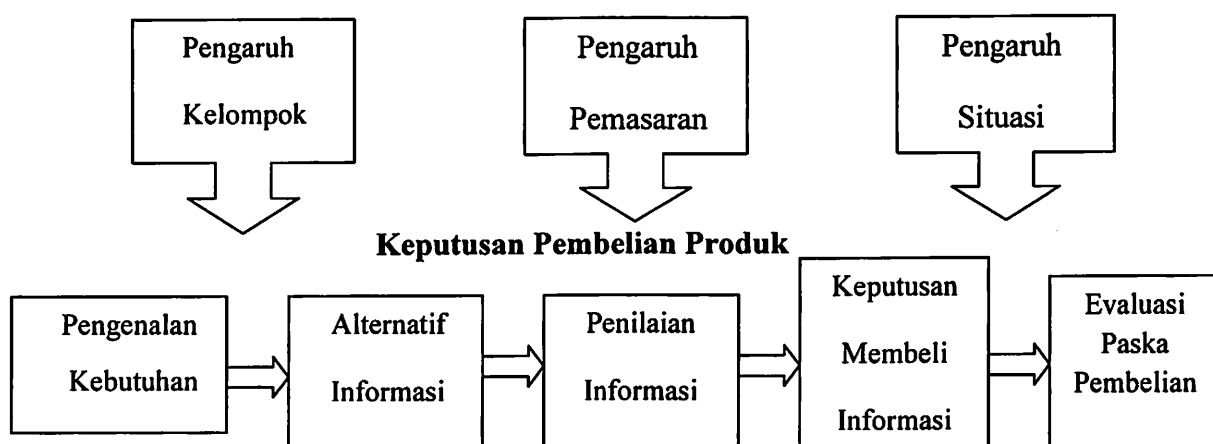 Pengaruh
Kelompok
Pengaruh
Pemasaran
Pengaruh
Situasi
Keputusan Pembelian Produk
Pengenalan
Kebutuhan
Alternatif
Informasi
Penilaian
Informasi
Keputusan
Membeli
Informasi
Evaluasi
Paska
Pembelian